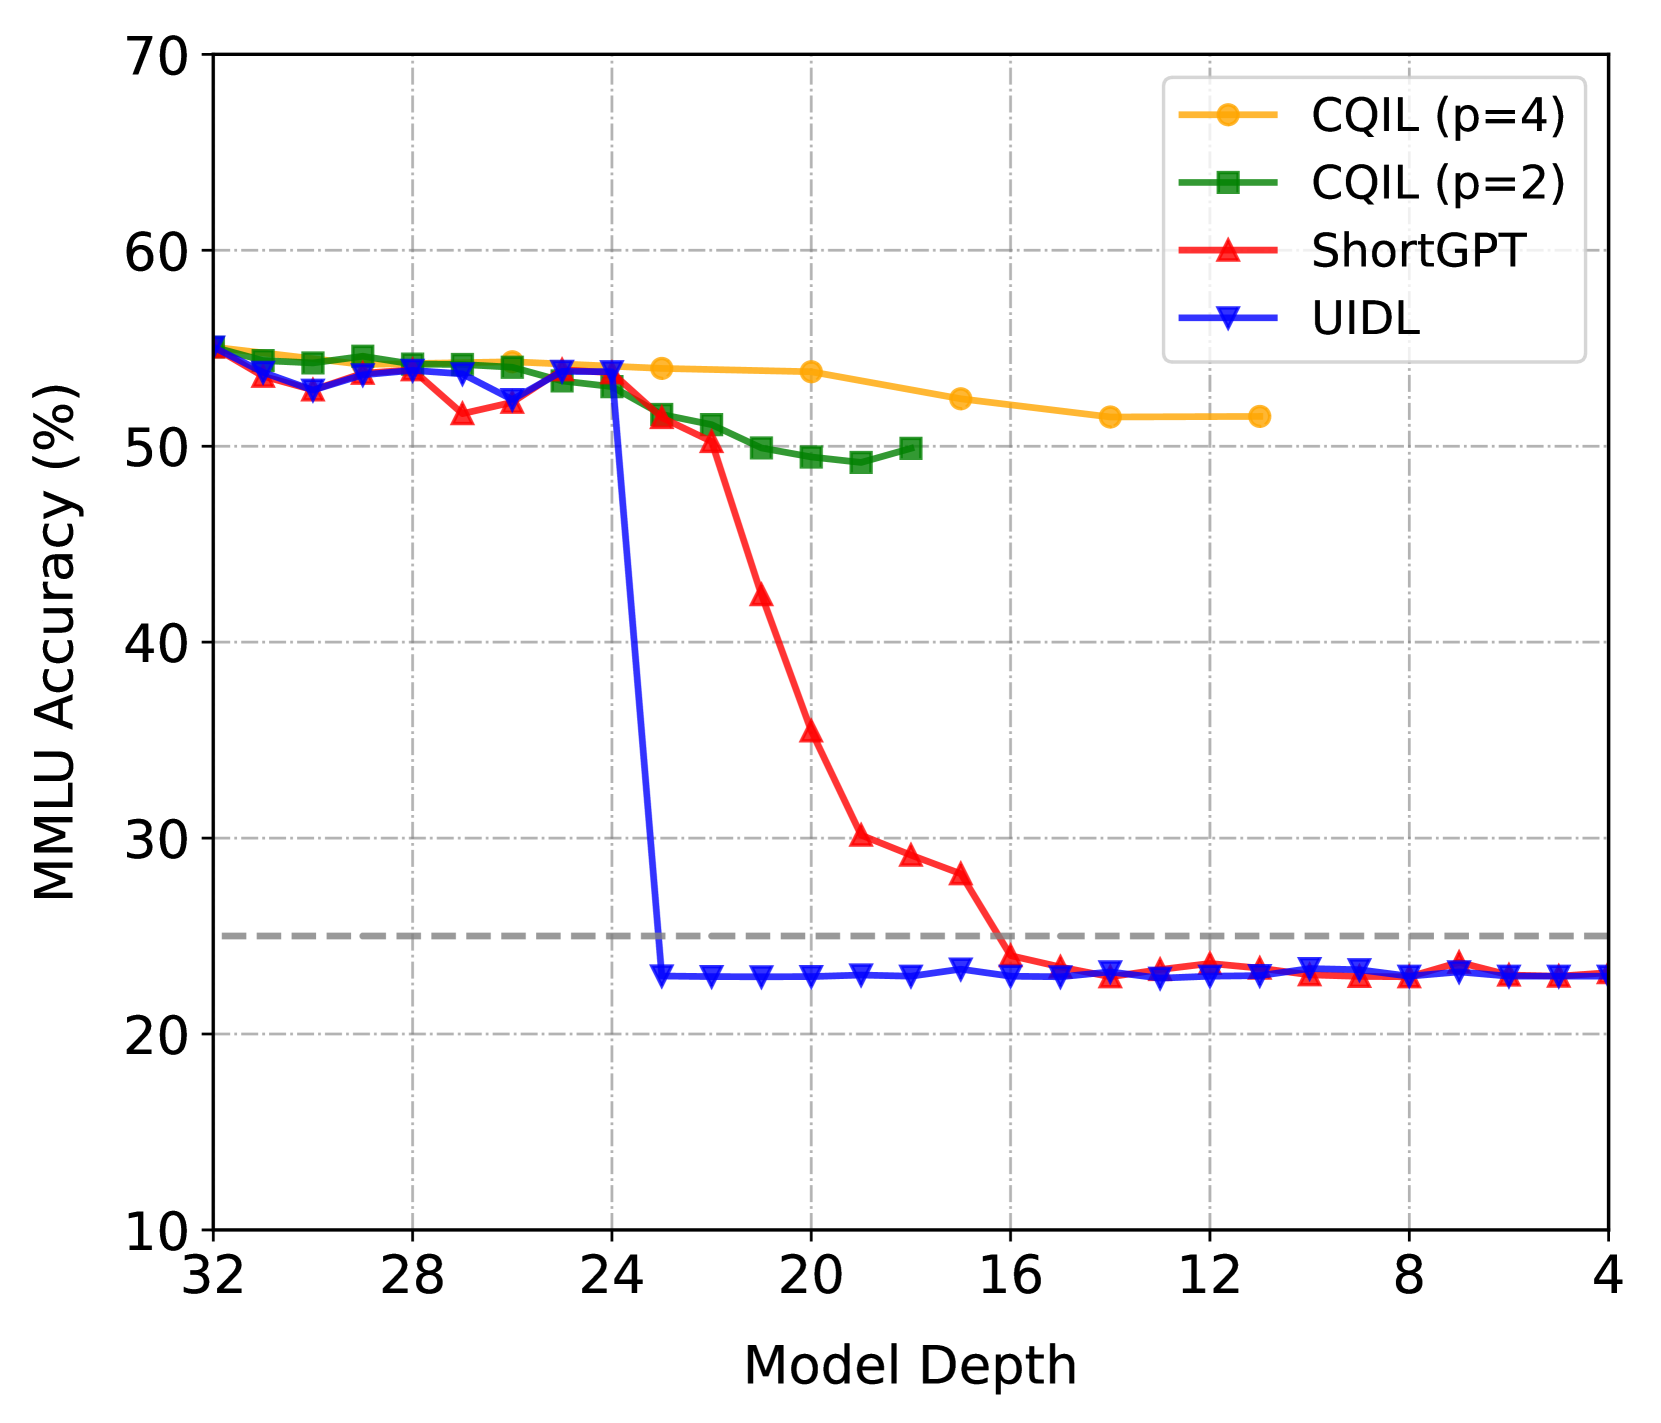 70
60
50
40
30
20
10
MMLU Accuracy (%)
CQIL (p=4)
CQIL (p=2)
ShortGPT
UIDL
32 28 24 20 16 12 8 4
Model Depth